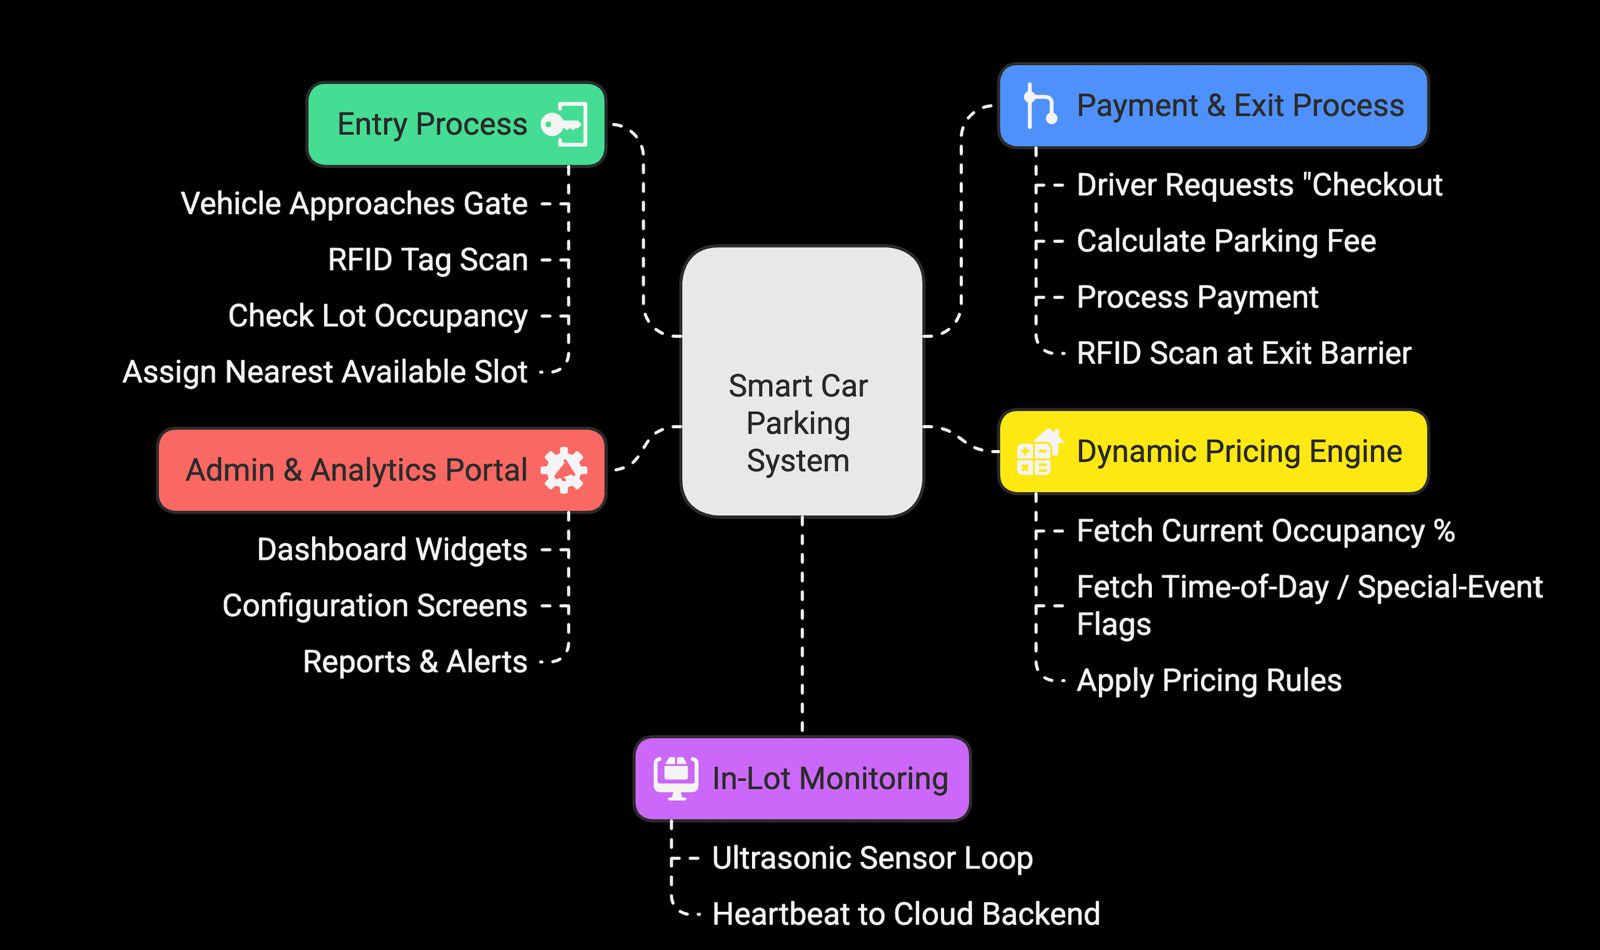 Entry Process
Vehicle Approaches Gate
RFID Tag Scan
Check Lot Occupancy
Assign Nearest Available Slot
Admin & Analytics Portal
Dashboard Widgets
Configuration Screens
Reports & Alerts
Smart Car
Parking
System
Payment & Exit Process
Driver Requests "Checkout
Calculate Parking Fee
Process Payment
RFID Scan at Exit Barrier
Dynamic Pricing Engine
Fetch Current Occupancy %
Fetch Time-of-Day / Special-Event
Flags
Apply Pricing Rules
In-Lot Monitoring
Ultrasonic Sensor Loop
Heartbeat to Cloud Backend